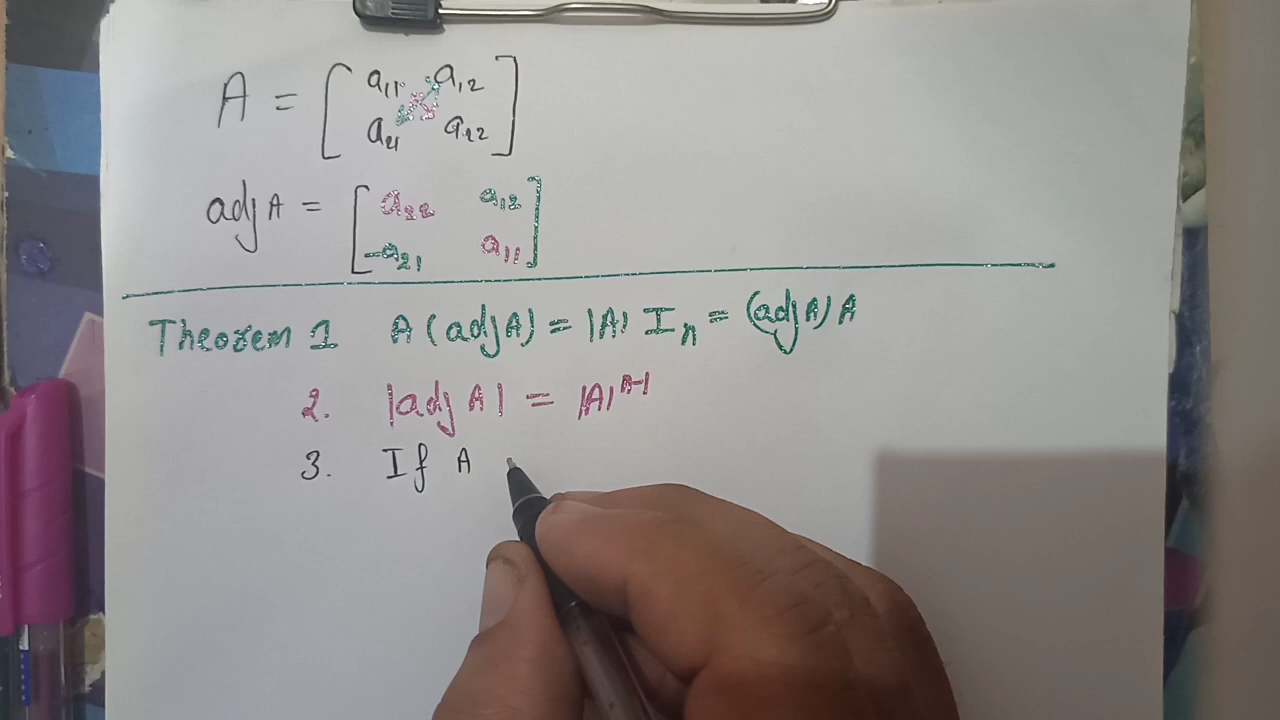 A = [ a₁₁ a₁₂
a₂₁ a₂₂ ]
adj A = [ a₂₂ a₁₂
-a₂₁ a₁₁ ]
Theorem 1 A (adj A) = |A| Iₙ = (adj A) A
2. |adj A| = |A|ⁿ⁻¹
3. If A